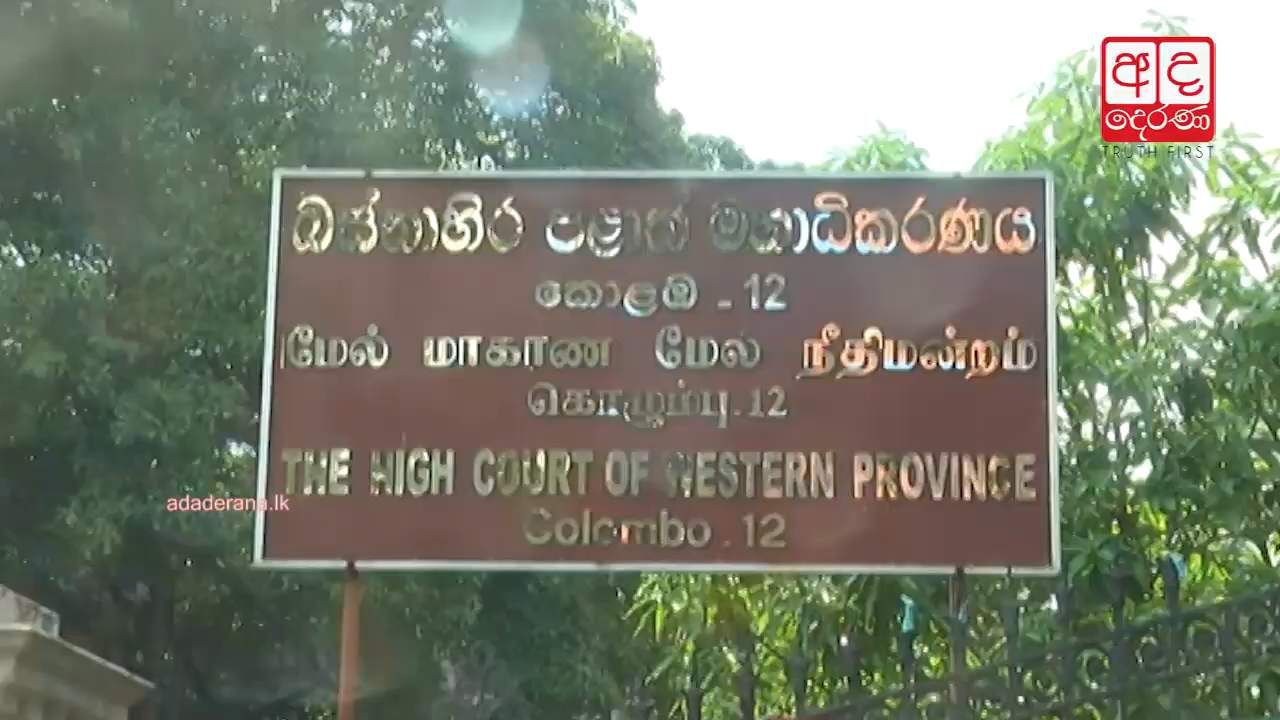 අද
දෙරණ
TRUTH FIRST
බස්නාහිර පළාත් මහාධිකරණය
කොළඹ - 12
மேல் மாகாண மேல் நீதிமன்றம்
கொழும்பு . 12
THE HIGH COURT OF WESTERN PROVINCE
adaderana.lk
Colombo . 12